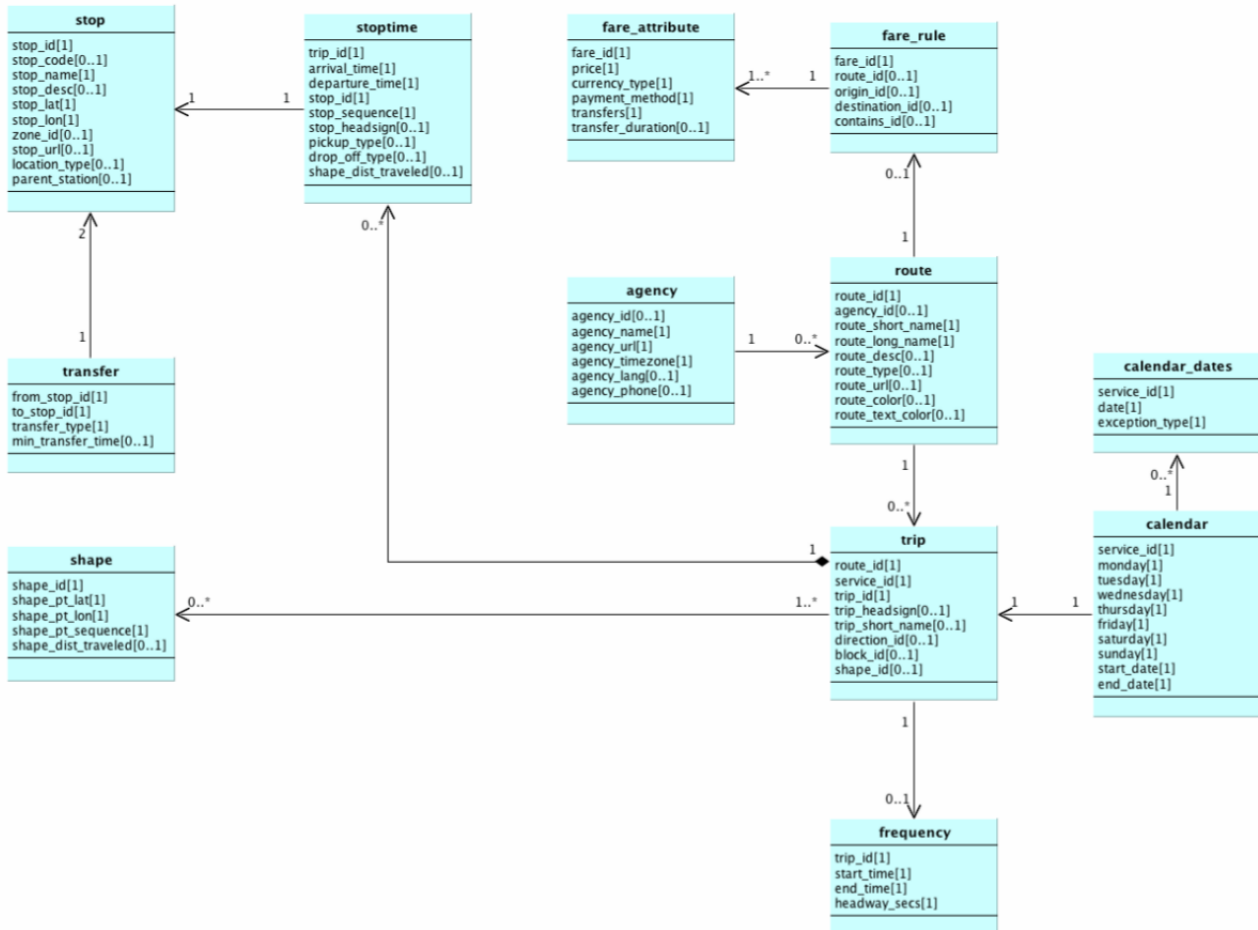 stop
stop_id[1]
stop_code[0..1]
stop_name[1]
stop_desc[0..1]
stop_lat[1]
stop_lon[1]
zone_id[0..1]
stop_url[0..1]
location_type[0..1]
parent_station[0..1]
1
1
stoptime
trip_id[1]
arrival_time[1]
departure_time[1]
stop_id[1]
stop_sequence[1]
stop_headsign[0..1]
pickup_type[0..1]
drop_off_type[0..1]
shape_dist_traveled[0..1]
fare_attribute
fare_id[1]
price[1]
currency_type[1]
payment_method[1]
transfers[1]
transfer_duration[0..1]
1..*
1
fare_rule
fare_id[1]
route_id[0..1]
origin_id[0..1]
destination_id[0..1]
contains_id[0..1]
2
1
0..*
0..1
1
transfer
from_stop_id[1]
to_stop_id[1]
transfer_type[1]
min_transfer_time[0..1]
agency
agency_id[0..1]
agency_name[1]
agency_url[1]
agency_timezone[1]
agency_lang[0..1]
agency_phone[0..1]
1
0..*
route
route_id[1]
agency_id[0..1]
route_short_name[1]
route_long_name[1]
route_desc[0..1]
route_type[0..1]
route_url[0..1]
route_color[0..1]
route_text_color[0..1]
calendar_dates
service_id[1]
date[1]
exception_type[1]
1
0..*
0..*
1
shape
shape_id[1]
shape_pt_lat[1]
shape_pt_lon[1]
shape_pt_sequence[1]
shape_dist_traveled[0..1]
0..*
1
1..*
trip
route_id[1]
service_id[1]
trip_id[1]
trip_headsign[0..1]
trip_short_name[0..1]
direction_id[0..1]
block_id[0..1]
shape_id[0..1]
1
1
calendar
service_id[1]
monday[1]
tuesday[1]
wednesday[1]
thursday[1]
friday[1]
saturday[1]
sunday[1]
start_date[1]
end_date[1]
1
0..1
frequency
trip_id[1]
start_time[1]
end_time[1]
headway_secs[1]